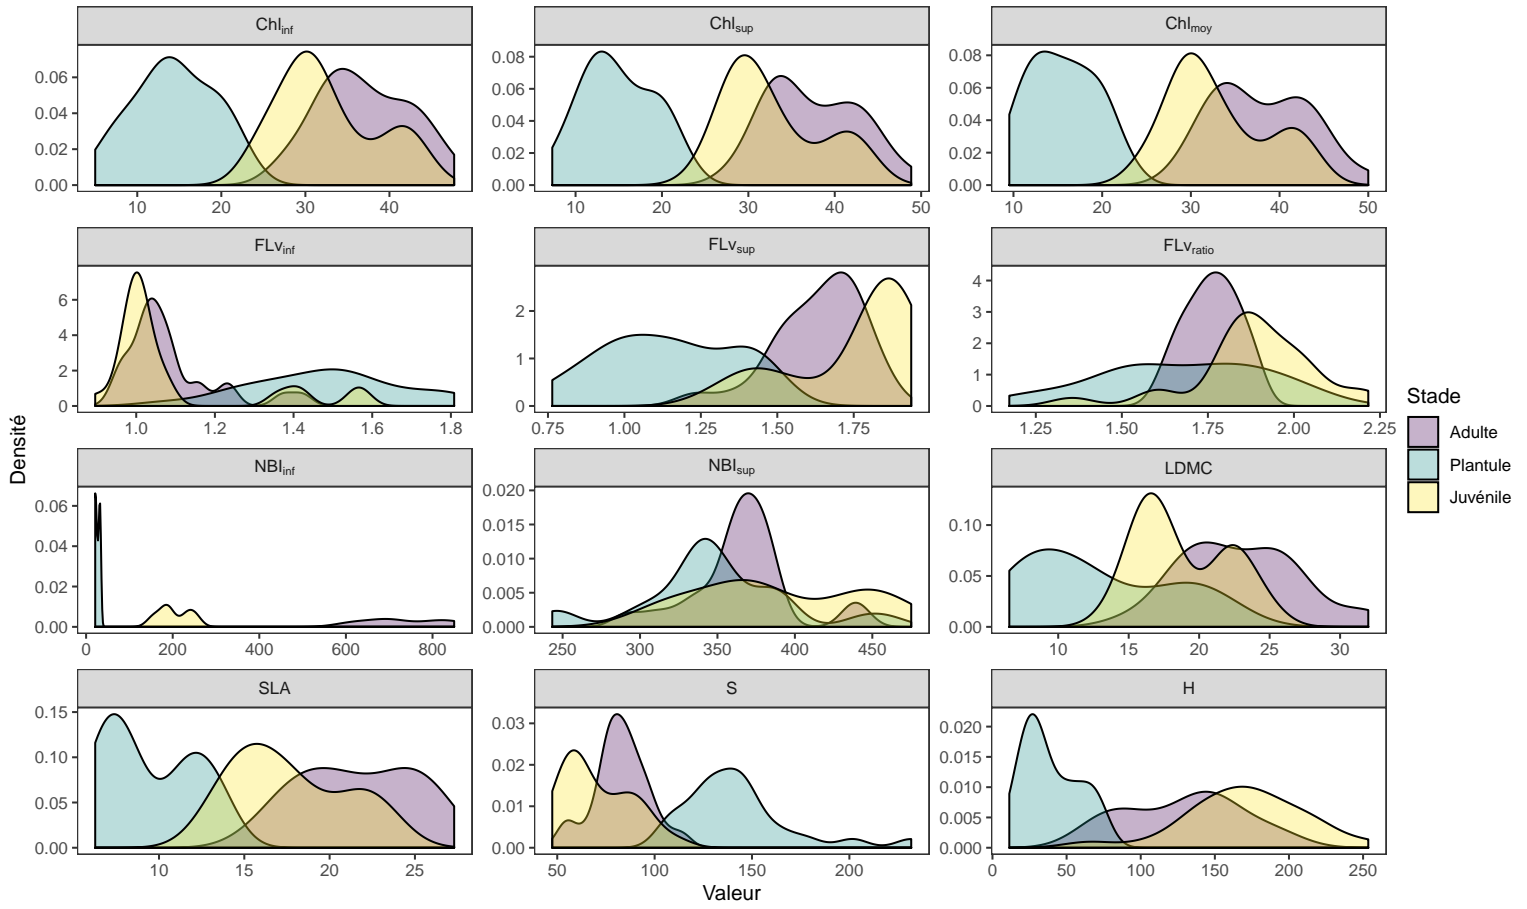 Chlinf
Chlsup
Chlmoy
0.06
0.04
0.02
0.00
10 20 30 40
0.08
0.06
0.04
0.02
0.00
10 20 30 40 50
0.08
0.06
0.04
0.02
0.00
10 20 30 40 50
FLvinf
FLvsup
FLvratio
6
4
2
0
1.0 1.2 1.4 1.6 1.8
2
1
0
0.75 1.00 1.25 1.50 1.75
4
3
2
1
0
1.25 1.50 1.75 2.00 2.25
NBIinf
NBIsup
LDMC
0.06
0.04
0.02
0.00
0 200 400 600 800
0.020
0.015
0.010
0.005
0.000
250 300 350 400 450
0.10
0.05
0.00
10 15 20 25 30
SLA
S
H
0.15
0.10
0.05
0.00
10 15 20 25
0.03
0.02
0.01
0.00
50 100 150 200
0.020
0.015
0.010
0.005
0.000
0 50 100 150 200 250
Densité
Valeur
Stade
Adulte
Plantule
Juvénile